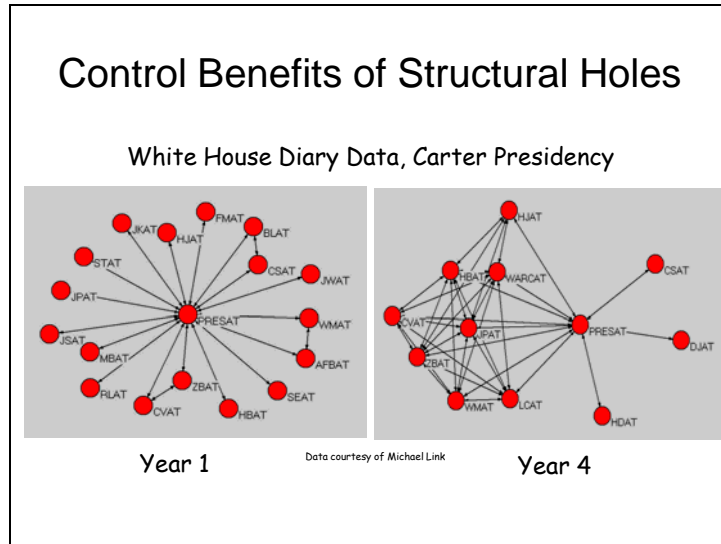 Control Benefits of Structural Holes
White House Diary Data, Carter Presidency
FMAT
JKAT
HJAT
BLAT
STAT
CSAT
JWAT
JPAT
PRESAT
WMAT
JSAT
MBAT
AFBAT
RLAT
ZBAT
SEAT
CVAT
HBAT
HJAT
HBAT
WARCAT
CSAT
CVAT
JPAT
PRESAT
DJAT
ZBAT
WMAT
LCAT
HDAT
Year 1
Data courtesy of Michael Link
Year 4